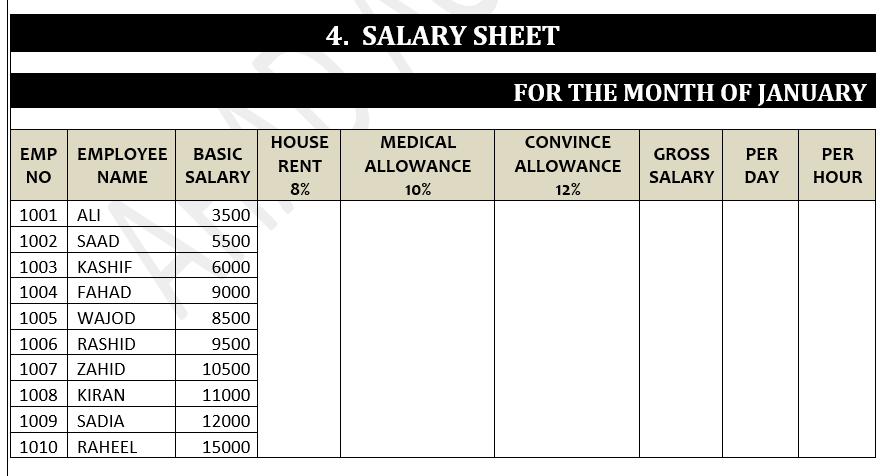 4. SALARY SHEET
FOR THE MONTH OF JANUARY
EMP NO EMPLOYEE NAME BASIC SALARY HOUSE RENT 8% MEDICAL ALLOWANCE 10% CONVINCE ALLOWANCE 12% GROSS SALARY PER DAY PER HOUR
1001 ALI 3500
1002 SAAD 5500
1003 KASHIF 6000
1004 FAHAD 9000
1005 WAJOD 8500
1006 RASHID 9500
1007 ZAHID 10500
1008 KIRAN 11000
1009 SADIA 12000
1010 RAHEEL 15000